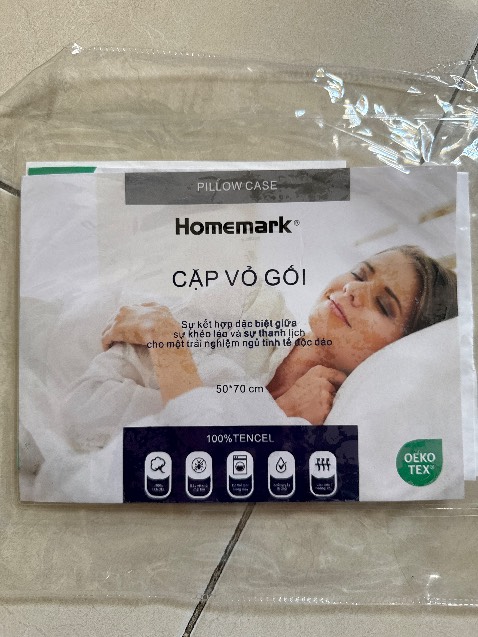 PILLOW CASE
Homemark®
CẶP VỎ GỐI
Sự kết hợp đặc biệt giữa
sự khéo léo và sự thanh lịch
cho một trải nghiệm ngủ tinh tế độc đáo
50*70 cm
100%TENCEL
OEKO
TEX®